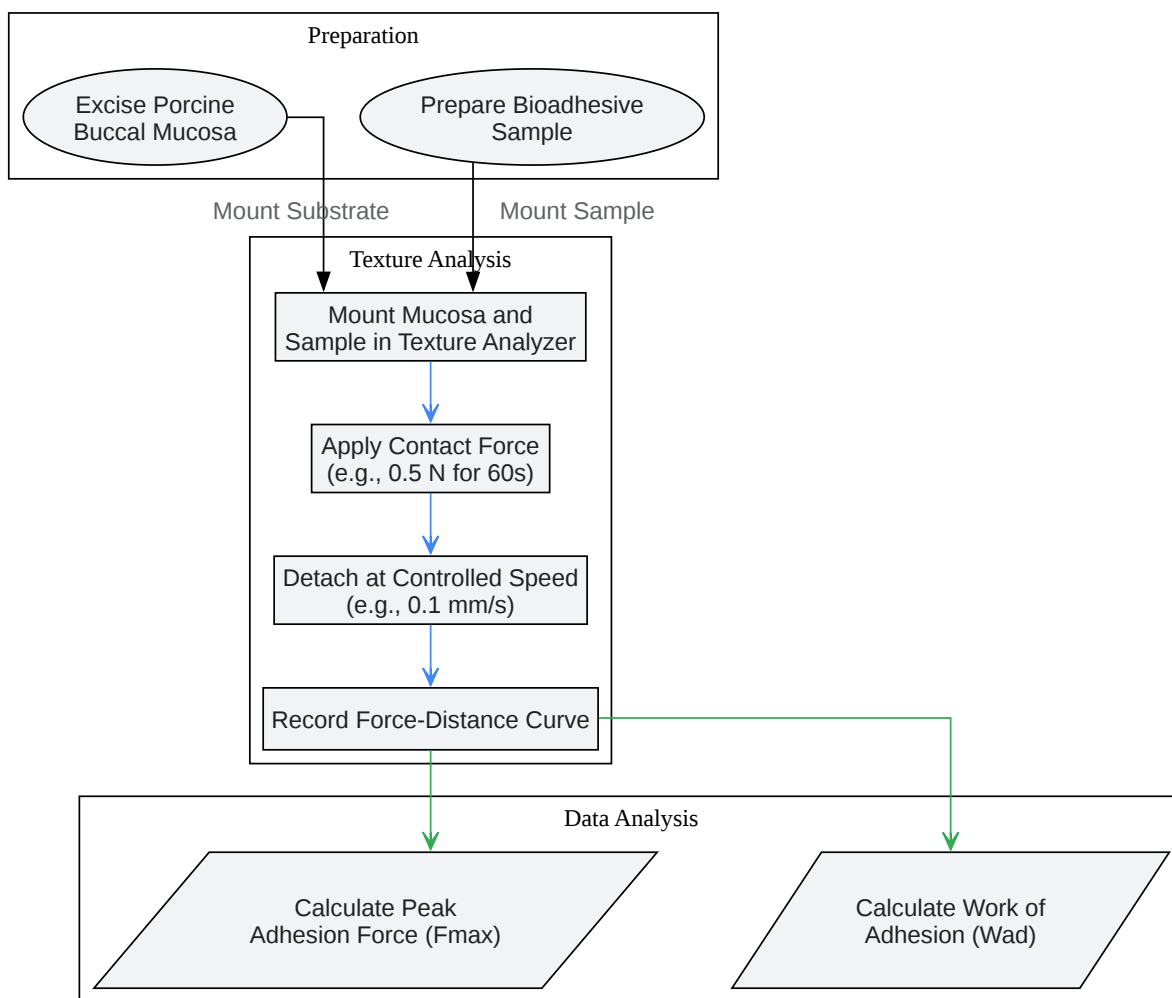 Preparation
Excise Porcine
Buccal Mucosa
Prepare Bioadhesive
Sample
Mount Substrate
Mount Sample
Texture Analysis
Mount Mucosa and
Sample in Texture Analyzer
Apply Contact Force
(e.g., 0.5 N for 60s)
Detach at Controlled Speed
(e.g., 0.1 mm/s)
Record Force-Distance Curve
Data Analysis
Calculate Peak
Adhesion Force (Fmax)
Calculate Work of
Adhesion (Wad)